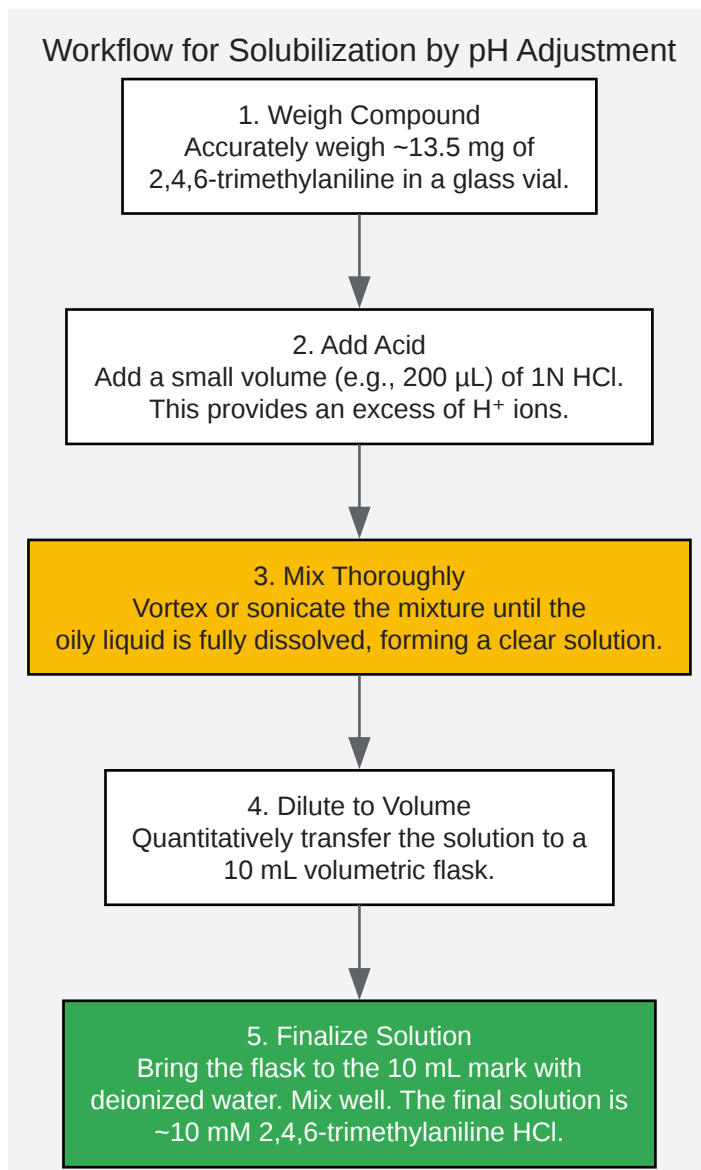 Workflow for Solubilization by pH Adjustment
1. Weigh Compound
Accurately weigh ~13.5 mg of
2,4,6-trimethylaniline in a glass vial.
2. Add Acid
Add a small volume (e.g., 200 µL) of 1N HCl.
This provides an excess of H⁺ ions.
3. Mix Thoroughly
Vortex or sonicate the mixture until the
oily liquid is fully dissolved, forming a clear solution.
4. Dilute to Volume
Quantitatively transfer the solution to a
10 mL volumetric flask.
5. Finalize Solution
Bring the flask to the 10 mL mark with
deionized water. Mix well. The final solution is
~10 mM 2,4,6-trimethylaniline HCl.